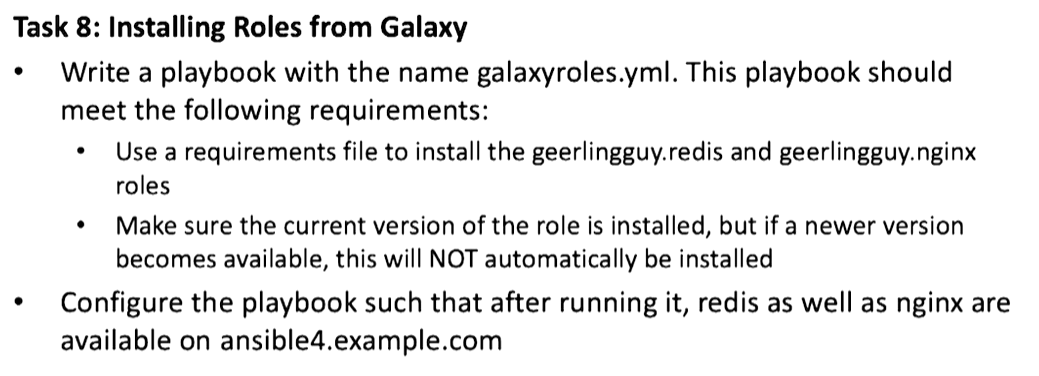 Task 8: Installing Roles from Galaxy
• Write a playbook with the name galaxyroles.yml. This playbook should
meet the following requirements:
• Use a requirements file to install the geerlingguy.redis and geerlingguy.nginx
roles
• Make sure the current version of the role is installed, but if a newer version
becomes available, this will NOT automatically be installed
• Configure the playbook such that after running it, redis as well as nginx are
available on ansible4.example.com